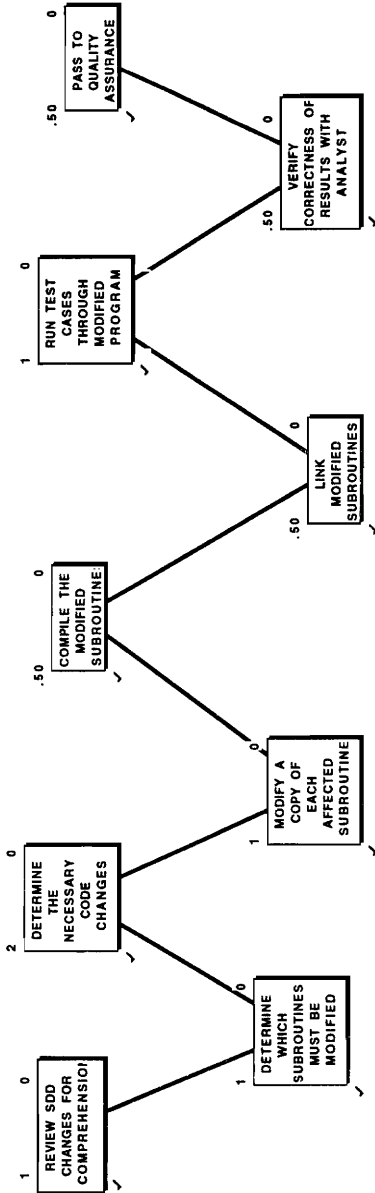 1
0
REVIEW SDD
CHANGES FOR
COMPREHENSION
1
0
DETERMINE
WHICH
SUBROUTINES
MUST BE
MODIFIED
2
0
DETERMINE
THE
NECESSARY
CODE
CHANGES
1
0
MODIFY A
COPY OF
EACH
AFFECTED
SUBROUTINE
.50
0
COMPILE THE
MODIFIED
SUBROUTINE:
.50
0
LINK
MODIFIED
SUBROUTINES
1
0
RUN TEST
CASES
THROUGH
MODIFIED
PROGRAM
.50
0
VERIFY
CORRECTNESS OF
RESULTS WITH
ANALYST
.50
0
PASS TO
QUALITY
ASSURANCE